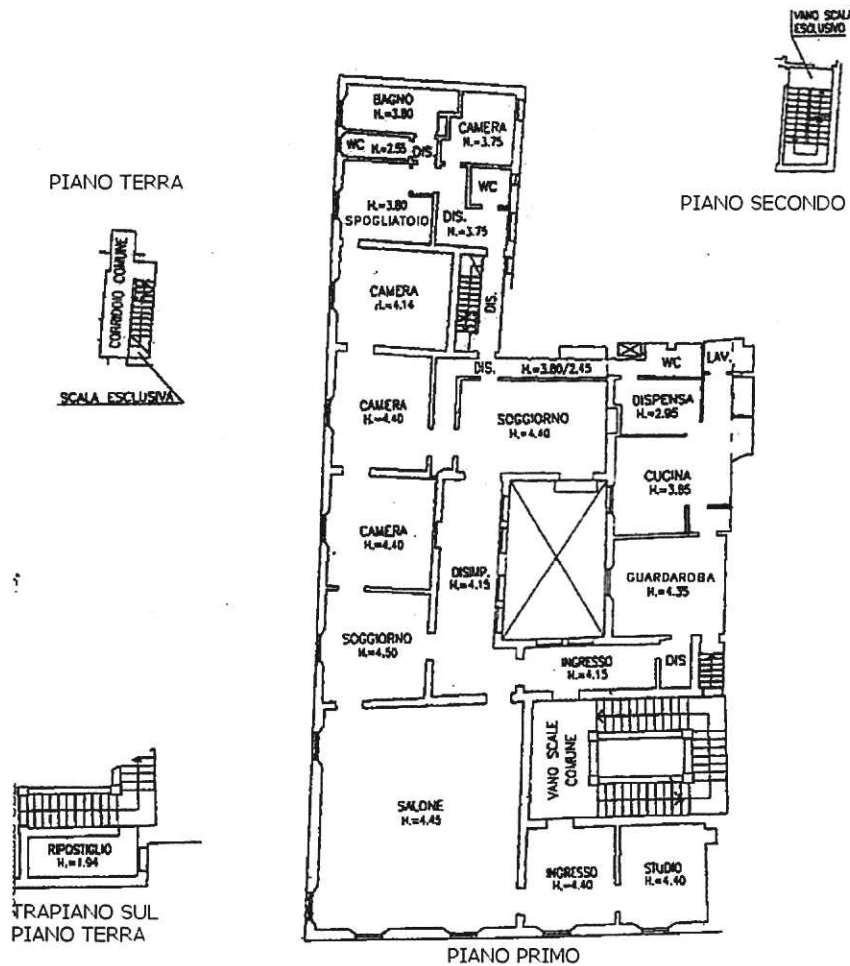 VANO SCALA
ESCLUSIVO
PIANO SECONDO
PIANO TERRA
CORRIDOIO COMUNE
SCALA ESCLUSIVA
BAGNO
H.=3.80
CAMERA
H.=3.75
WC H.=2.55
DIS.
WC
H.=3.80
SPOGLIATOIO
DIS.
H.=3.75
CAMERA
H.=4.14
DIS.
DIS.
H.=3.80/2.45
WC
LAV.
CAMERA
H.=4.40
SOGGIORNO
H.=4.40
DISPENSA
H.=2.95
CUCINA
H.=3.85
CAMERA
H.=4.40
DISIMP.
H.=4.15
GUARDAROBA
H.=4.35
SOGGIORNO
H.=4.50
INGRESSO
H.=4.15
DIS
VANO SCALE
COMUNE
SALONE
H.=4.45
INGRESSO
H.=4.40
STUDIO
H.=4.40
RIPOSTIGLIO
H.=1.94
TRAPIANO SUL
PIANO TERRA
PIANO PRIMO